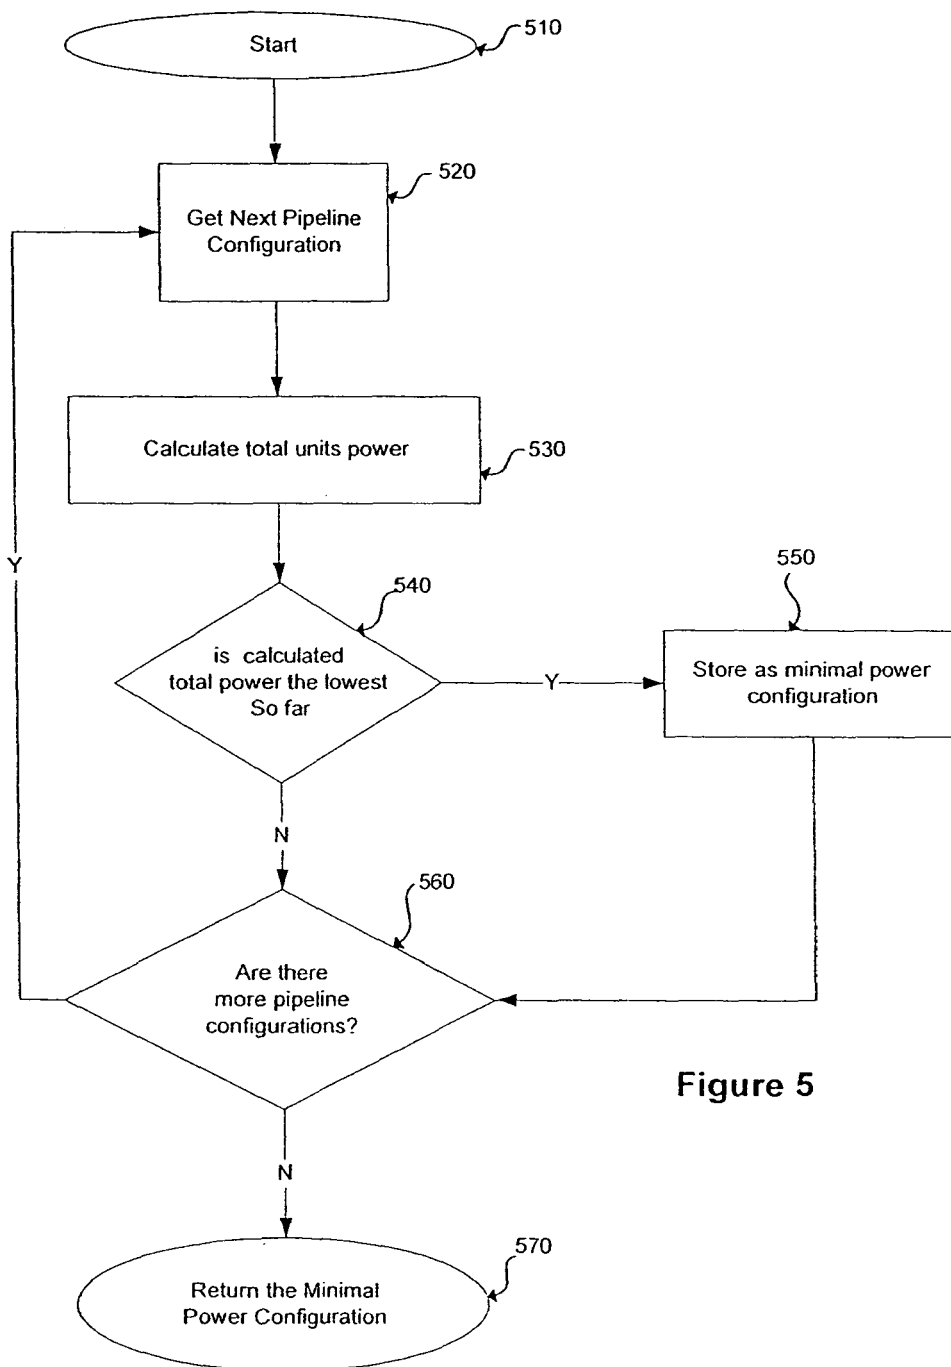 Start
510
520
Get Next Pipeline
Configuration
Calculate total units power
530
Y
540
550
is calculated
total power the lowest
So far
Y
Store as minimal power
configuration
N
560
Are there
more pipeline
configurations?
Figure 5
N
570
Return the Minimal
Power Configuration